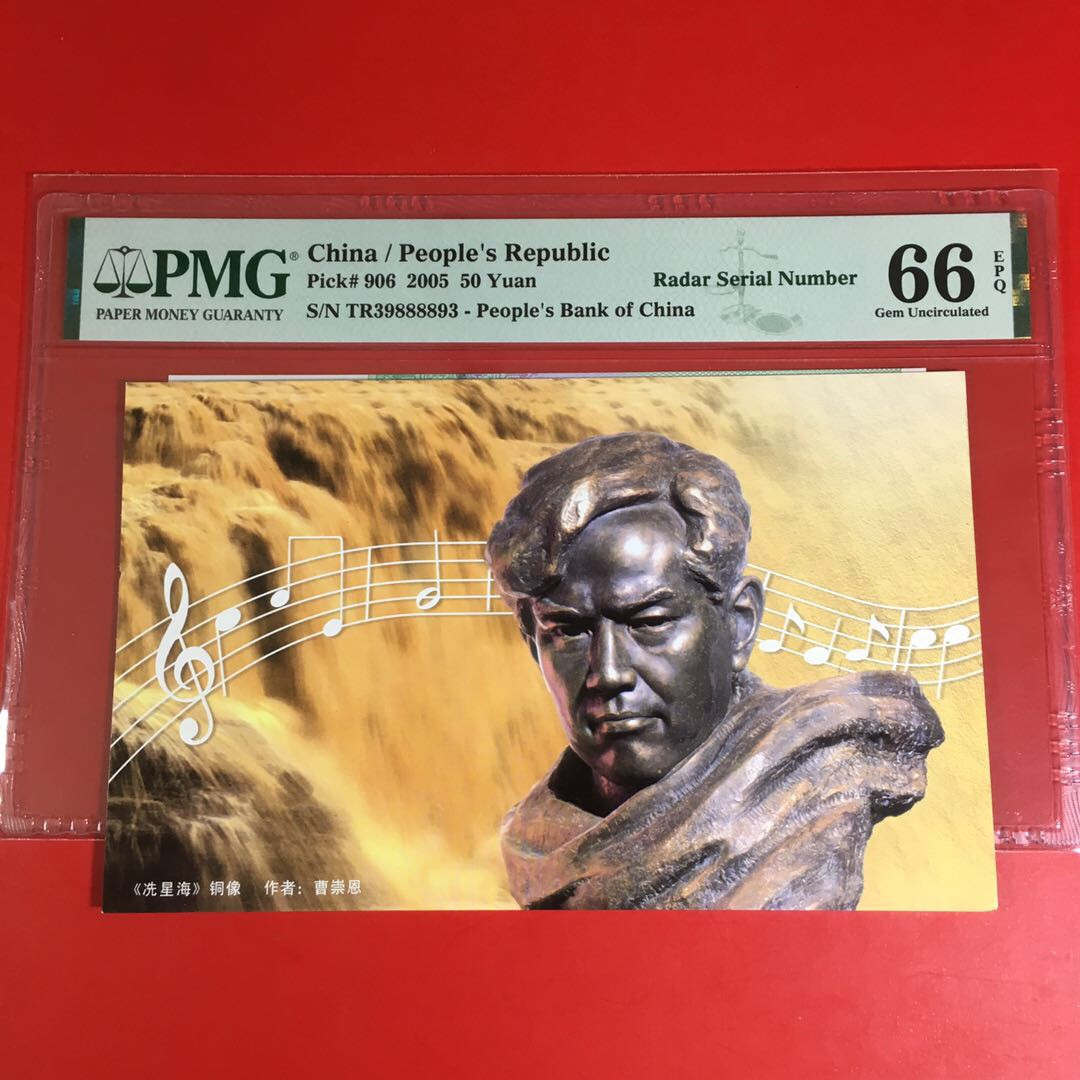 PMG®
PAPER MONEY GUARANTY
China / People's Republic
Pick# 906 2005 50 Yuan
S/N TR39888893 - People's Bank of China
Radar Serial Number
66
EPQ
Gem Uncirculated
《冼星海》铜像 作者：曹崇恩